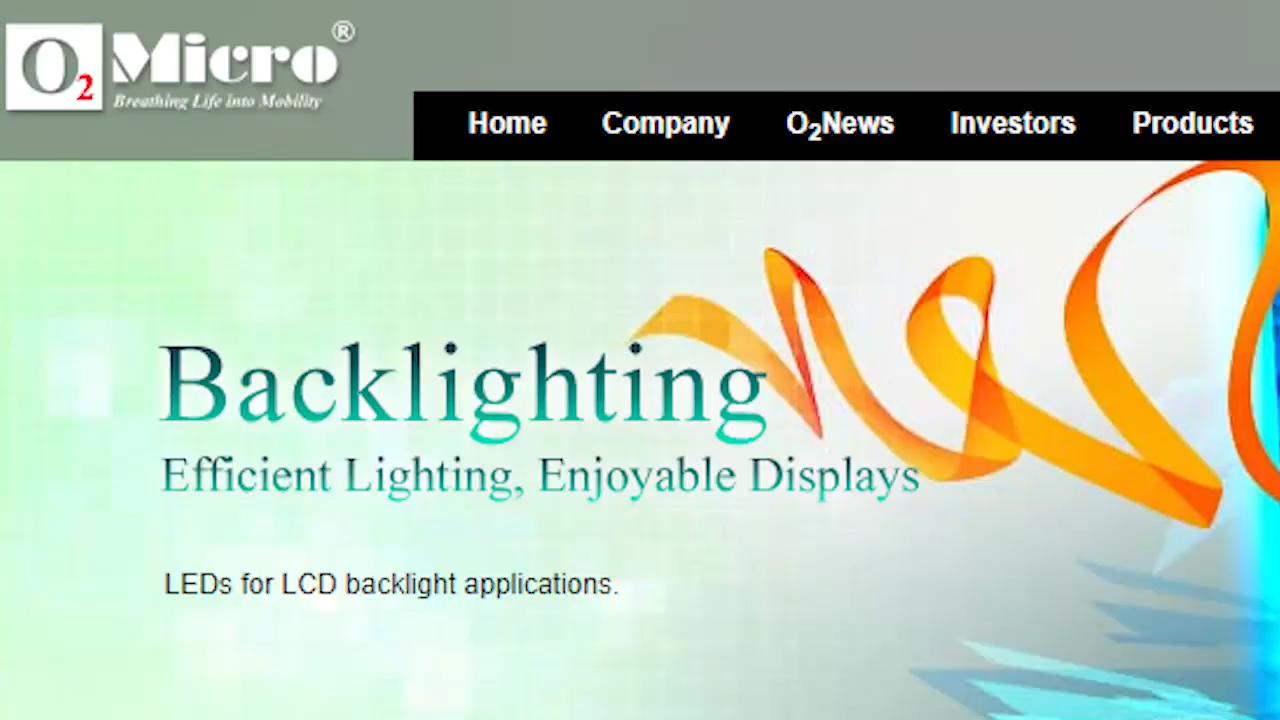 O2Micro®
Breathing Life into Mobility
Home Company O2News Investors Products
Backlighting
Efficient Lighting, Enjoyable Displays
LEDs for LCD backlight applications.